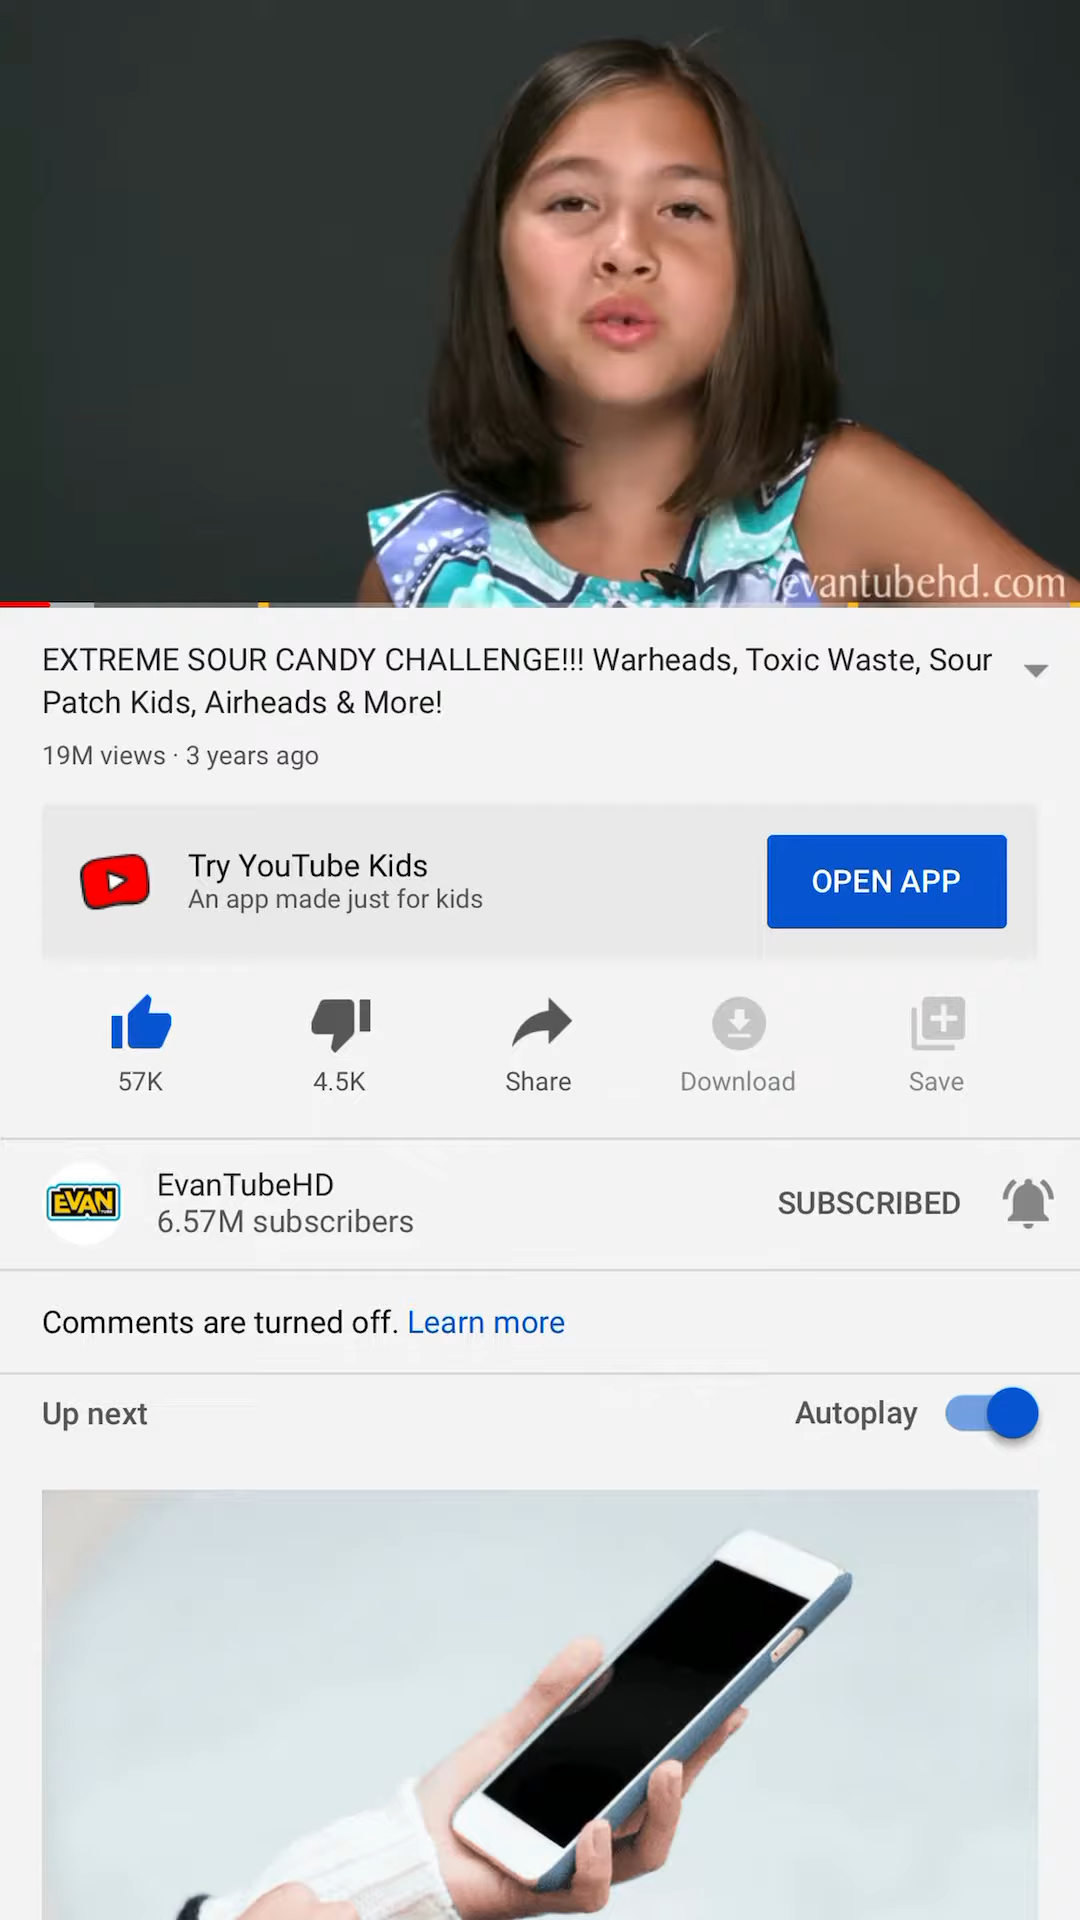 evantubehd.com
EXTREME SOUR CANDY CHALLENGE!!! Warheads, Toxic Waste, Sour
Patch Kids, Airheads & More!
19M views · 3 years ago
Try YouTube Kids
An app made just for kids
OPEN APP
57K
4.5K
Share
Download
Save
EVAN
EvanTubeHD
6.57M subscribers
SUBSCRIBED
Comments are turned off. Learn more
Up next
Autoplay